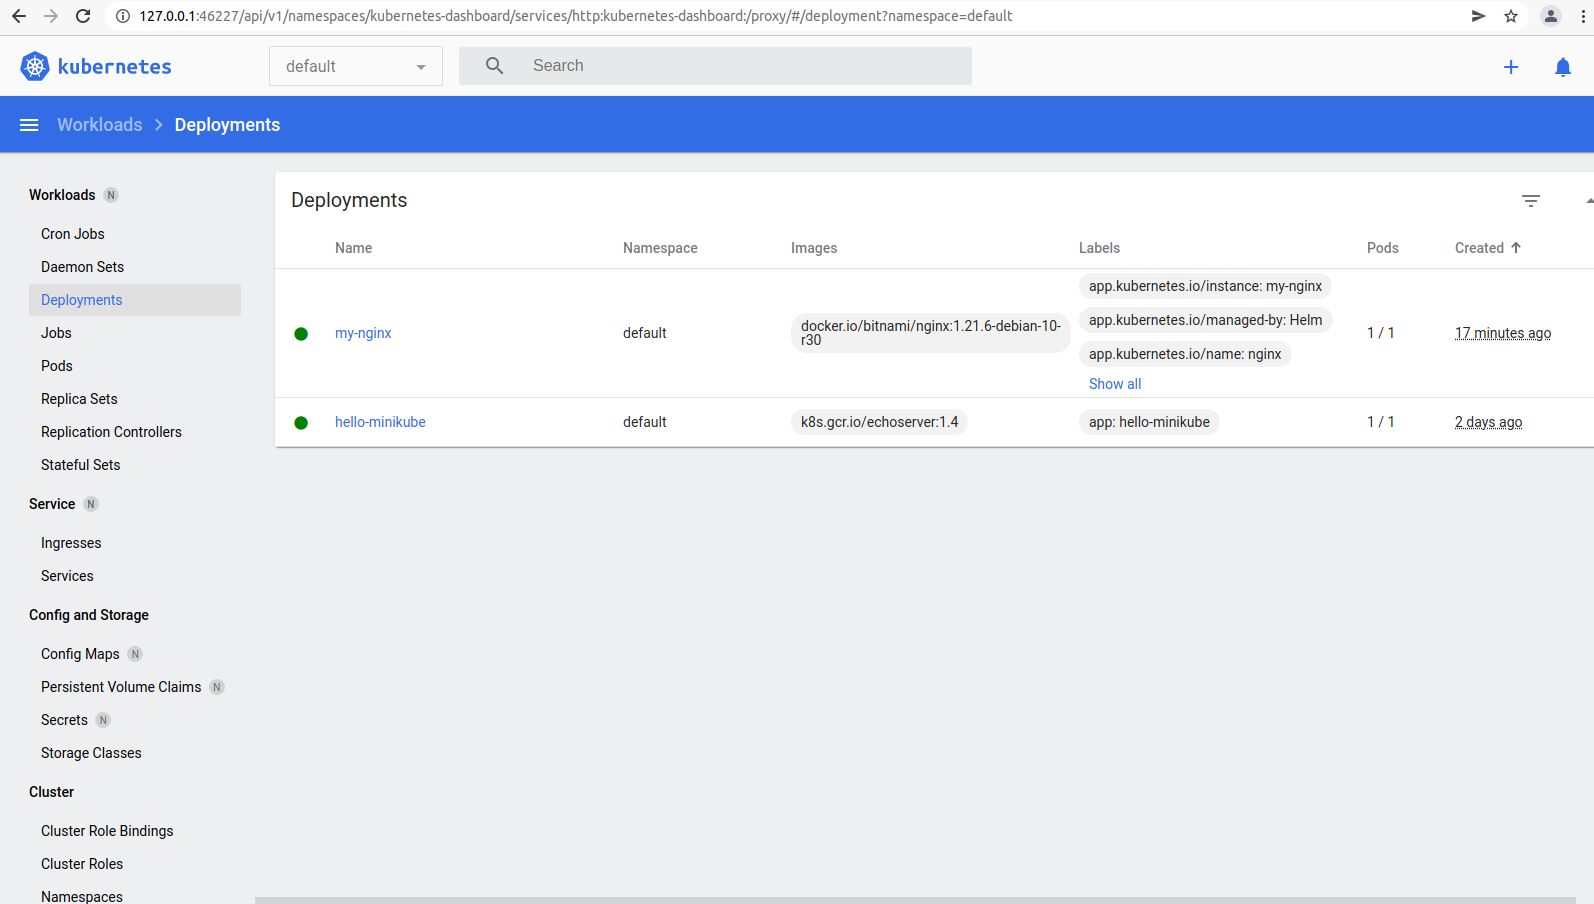 127.0.0.1:46227/api/v1/namespaces/kubernetes-dashboard/services/http:kubernetes-dashboard:/proxy/#/deployment?namespace=default
kubernetes
default
Search
Workloads
Deployments
Workloads N
Cron Jobs
Daemon Sets
Deployments
Jobs
Pods
Replica Sets
Replication Controllers
Stateful Sets
Service N
Ingresses
Services
Config and Storage
Config Maps N
Persistent Volume Claims N
Secrets N
Storage Classes
Cluster
Cluster Role Bindings
Cluster Roles
Namespaces
Deployments
Name Namespace Images Labels Pods Created
my-nginx
default
docker.io/bitnami/nginx:1.21.6-debian-10-
r30
app.kubernetes.io/instance: my-nginx
app.kubernetes.io/managed-by: Helm
app.kubernetes.io/name: nginx
Show all
1 / 1
17 minutes ago
hello-minikube
default
k8s.gcr.io/echoserver:1.4
app: hello-minikube
1 / 1
2 days ago